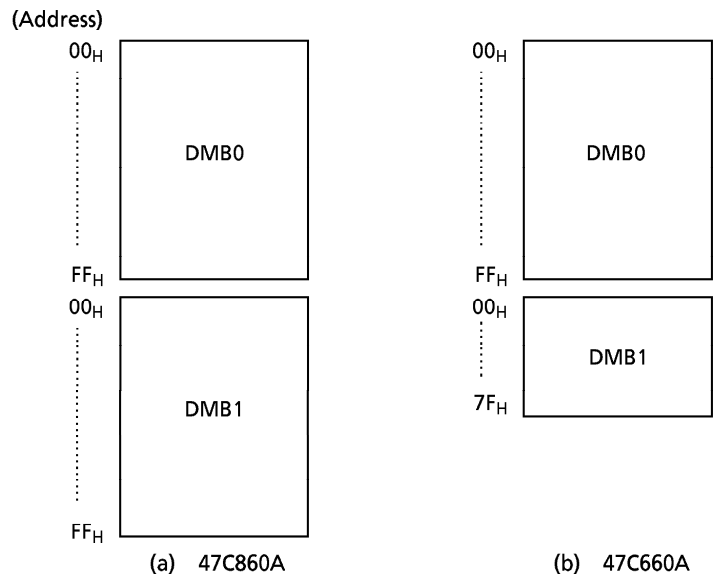 (Address)
00H
DMB0
FFH
00H
DMB1
FFH
(a) 47C860A
00H
DMB0
FFH
00H
DMB1
7FH
(b) 47C660A